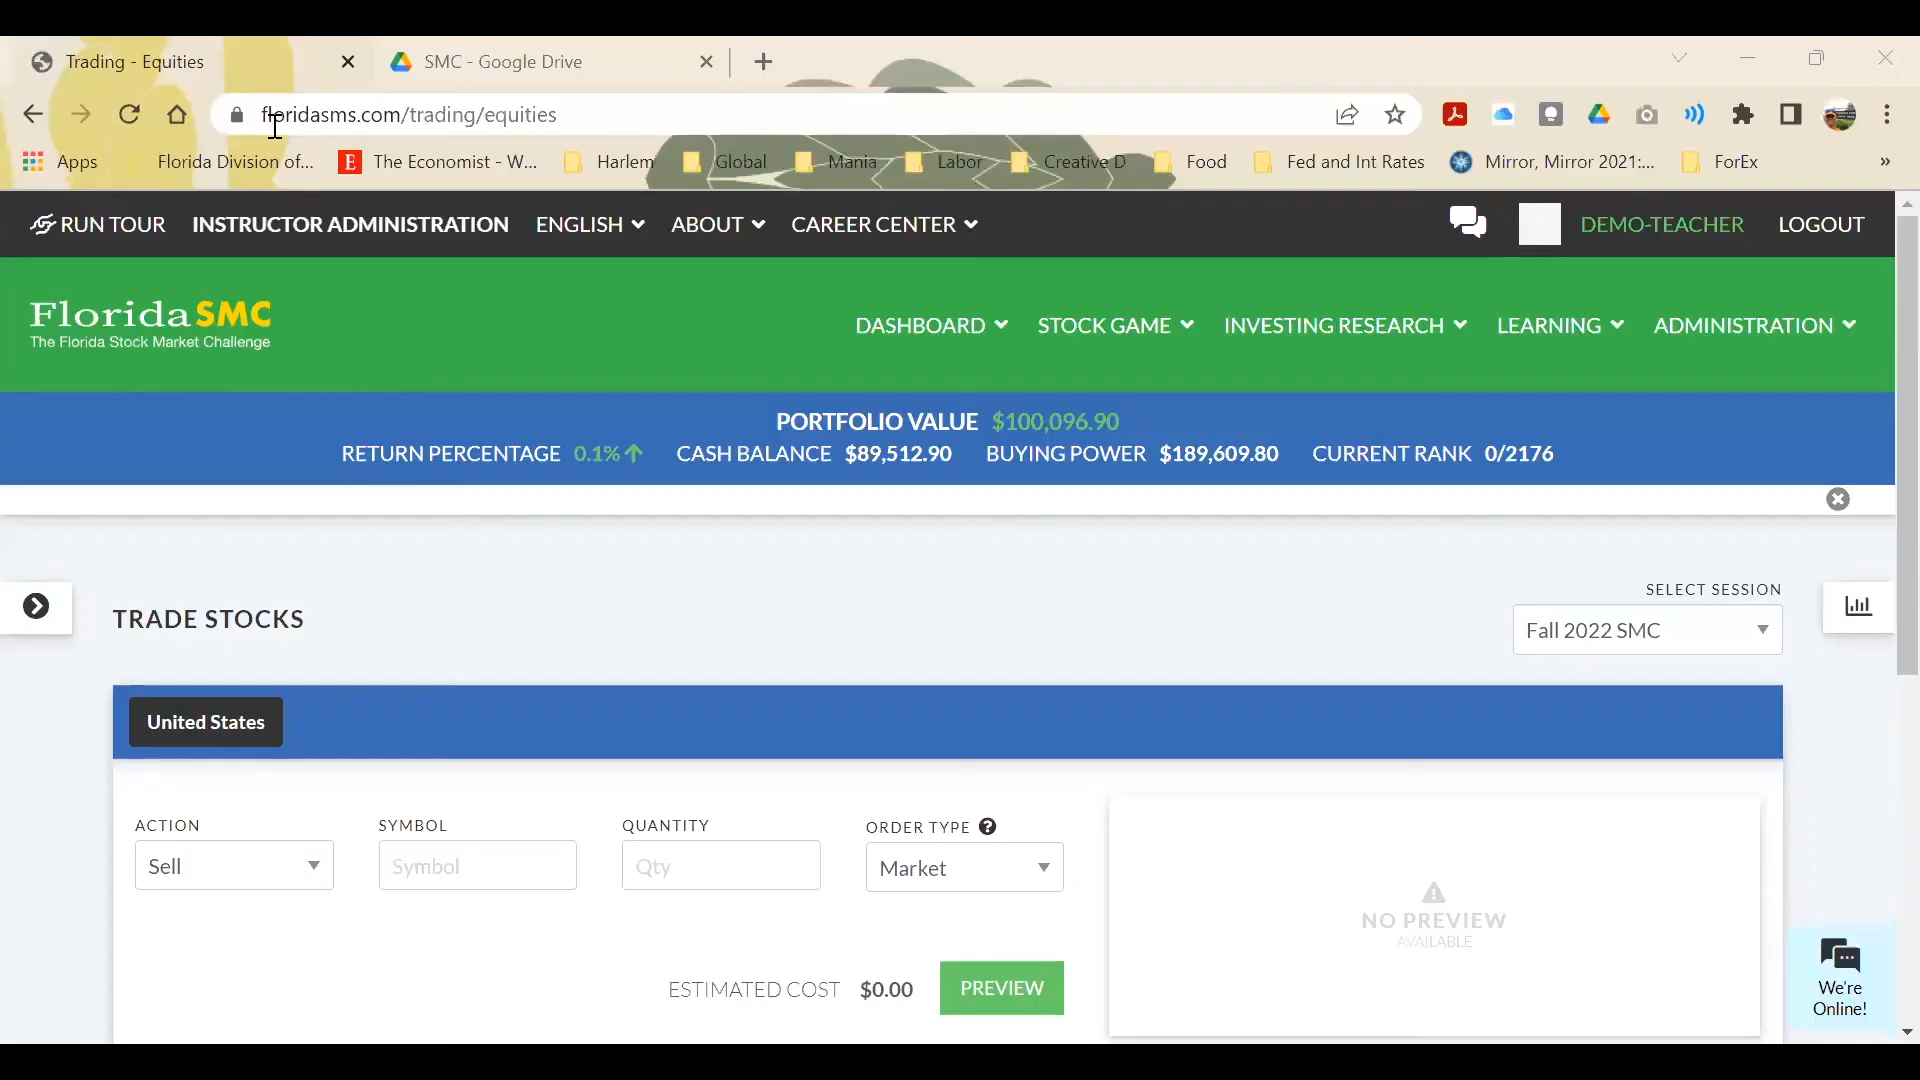 Trading - Equities
SMC - Google Drive
floridasms.com/trading/equities
Apps
Florida Division of...
The Economist - W...
Harlem
Global
Mania
Labor
Creative D
Food
Fed and Int Rates
Mirror, Mirror 2021:...
ForEx
»
RUN TOUR
INSTRUCTOR ADMINISTRATION
ENGLISH
ABOUT
CAREER CENTER
DEMO-TEACHER
LOGOUT
FloridaSMC
The Florida Stock Market Challenge
DASHBOARD
STOCK GAME
INVESTING RESEARCH
LEARNING
ADMINISTRATION
PORTFOLIO VALUE $100,096.90
RETURN PERCENTAGE 0.1% CASH BALANCE $89,512.90 BUYING POWER $189,609.80 CURRENT RANK 0/2176
SELECT SESSION
TRADE STOCKS
Fall 2022 SMC
United States
ACTION
SYMBOL
QUANTITY
ORDER TYPE
Sell
Symbol
Qty
Market
NO PREVIEW
AVAILABLE
ESTIMATED COST $0.00
PREVIEW
We're
Online!